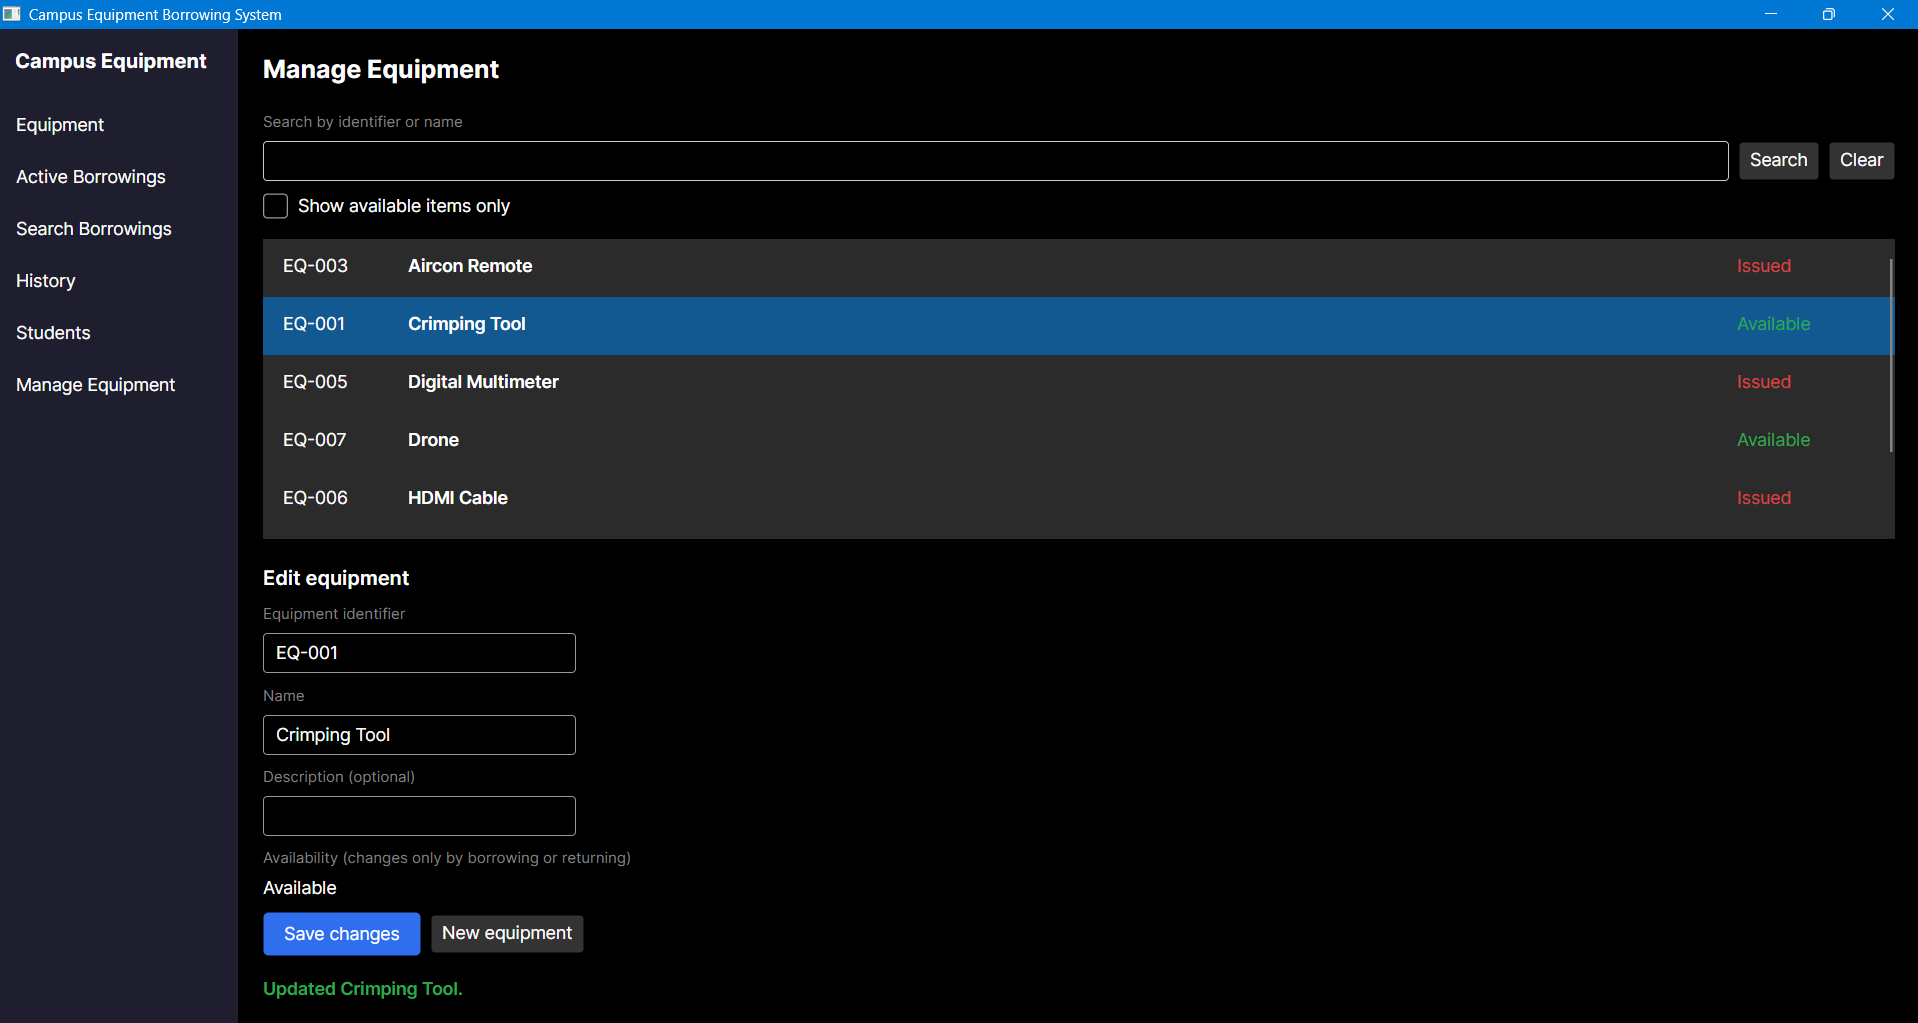 Campus Equipment Borrowing System
Campus Equipment
Equipment
Active Borrowings
Search Borrowings
History
Students
Manage Equipment
Manage Equipment
Search by identifier or name
Search Clear
Show available items only
EQ-003 Aircon Remote Issued
EQ-001 Crimping Tool Available
EQ-005 Digital Multimeter Issued
EQ-007 Drone Available
EQ-006 HDMI Cable Issued
Edit equipment
Equipment identifier
EQ-001
Name
Crimping Tool
Description (optional)
Availability (changes only by borrowing or returning)
Available
Save changes New equipment
Updated Crimping Tool.